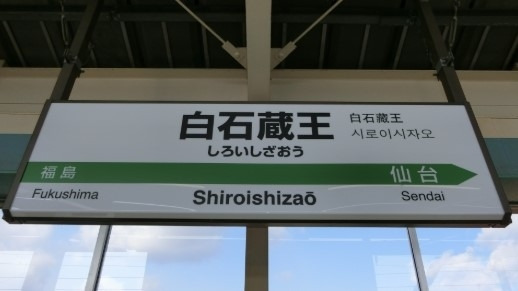 白石蔵王
白石藏王
시로이시자오
しろいしざおう
福島
仙台
Fukushima
Shiroishizaō
Sendai